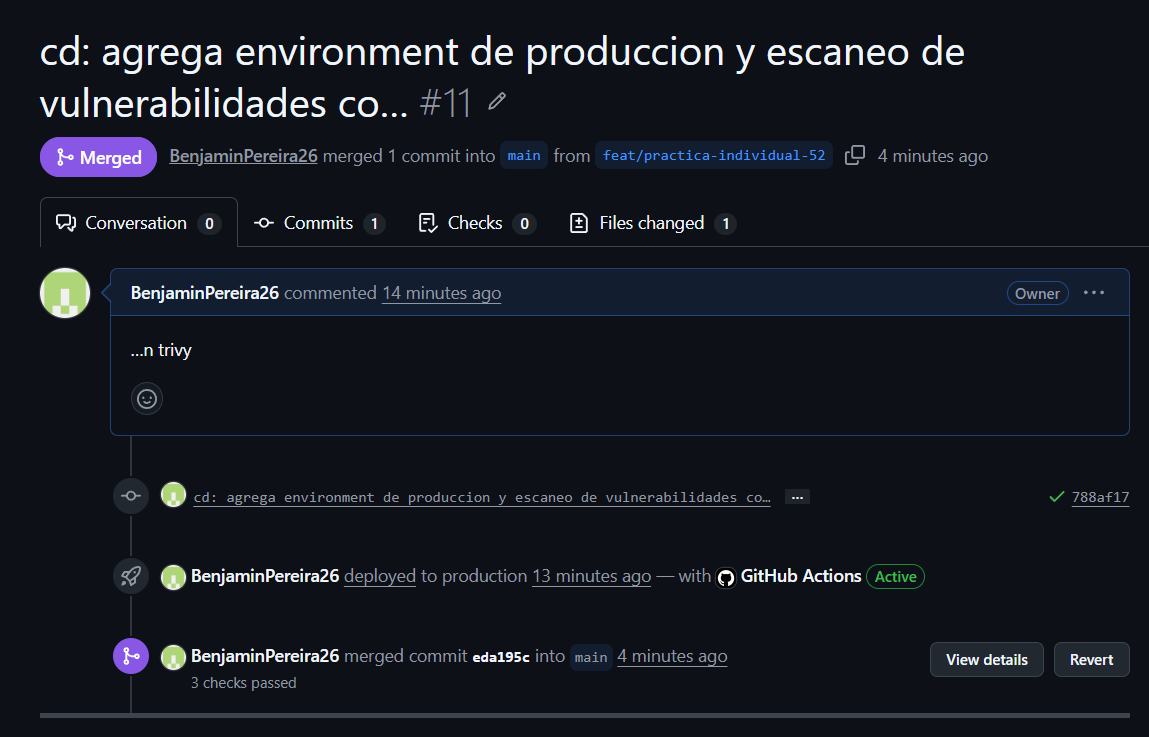 cd: agrega environment de produccion y escaneo de
vulnerabilidades co... #11
Merged BenjaminPereira26 merged 1 commit into main from feat/practica-individual-52 4 minutes ago
Conversation 0 Commits 1 Checks 0 Files changed 1
BenjaminPereira26 commented 14 minutes ago Owner
...n trivy
cd: agrega environment de produccion y escaneo de vulnerabilidades co… 788af17
BenjaminPereira26 deployed to production 13 minutes ago — with GitHub Actions Active
BenjaminPereira26 merged commit eda195c into main 4 minutes ago View details Revert
3 checks passed